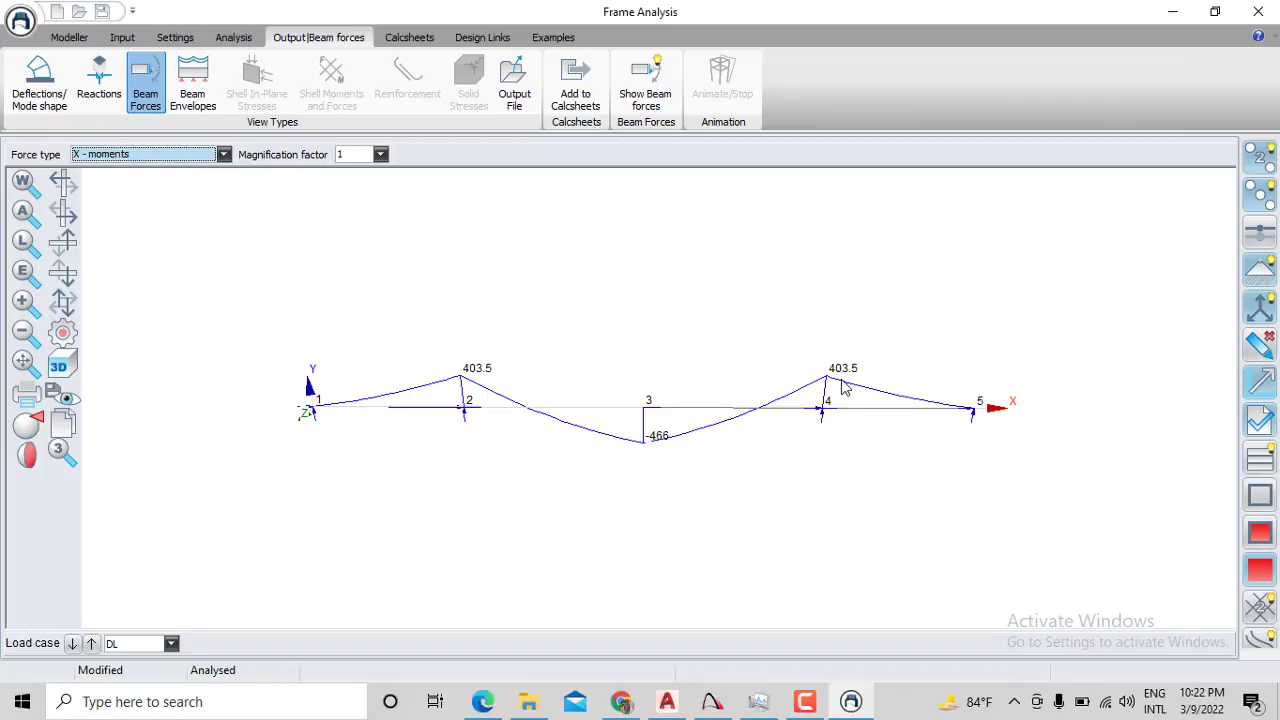 Frame Analysis
Modeller Input Settings Analysis Output|Beam forces Calcsheets Design Links Examples
Deflections/ Mode shape
Reactions
Beam Forces
Beam Envelopes
Shell In-Plane Stresses
Shell Moments and Forces
Reinforcement
Solid Stresses
Output File
Add to Calcsheets
Show Beam forces
Animate/Stop
View Types Calcsheets Beam Forces Animation
Force type X - moments Magnification factor 1
W
A
L
E
3D
3
2
Y
403.5 403.5
1 2 3 4 5 X
Z
-466
Activate Windows
Go to Settings to activate Windows.
Load case DL
Modified Analysed
Type here to search
84°F
ENG
INTL
10:22 PM
3/9/2022
2